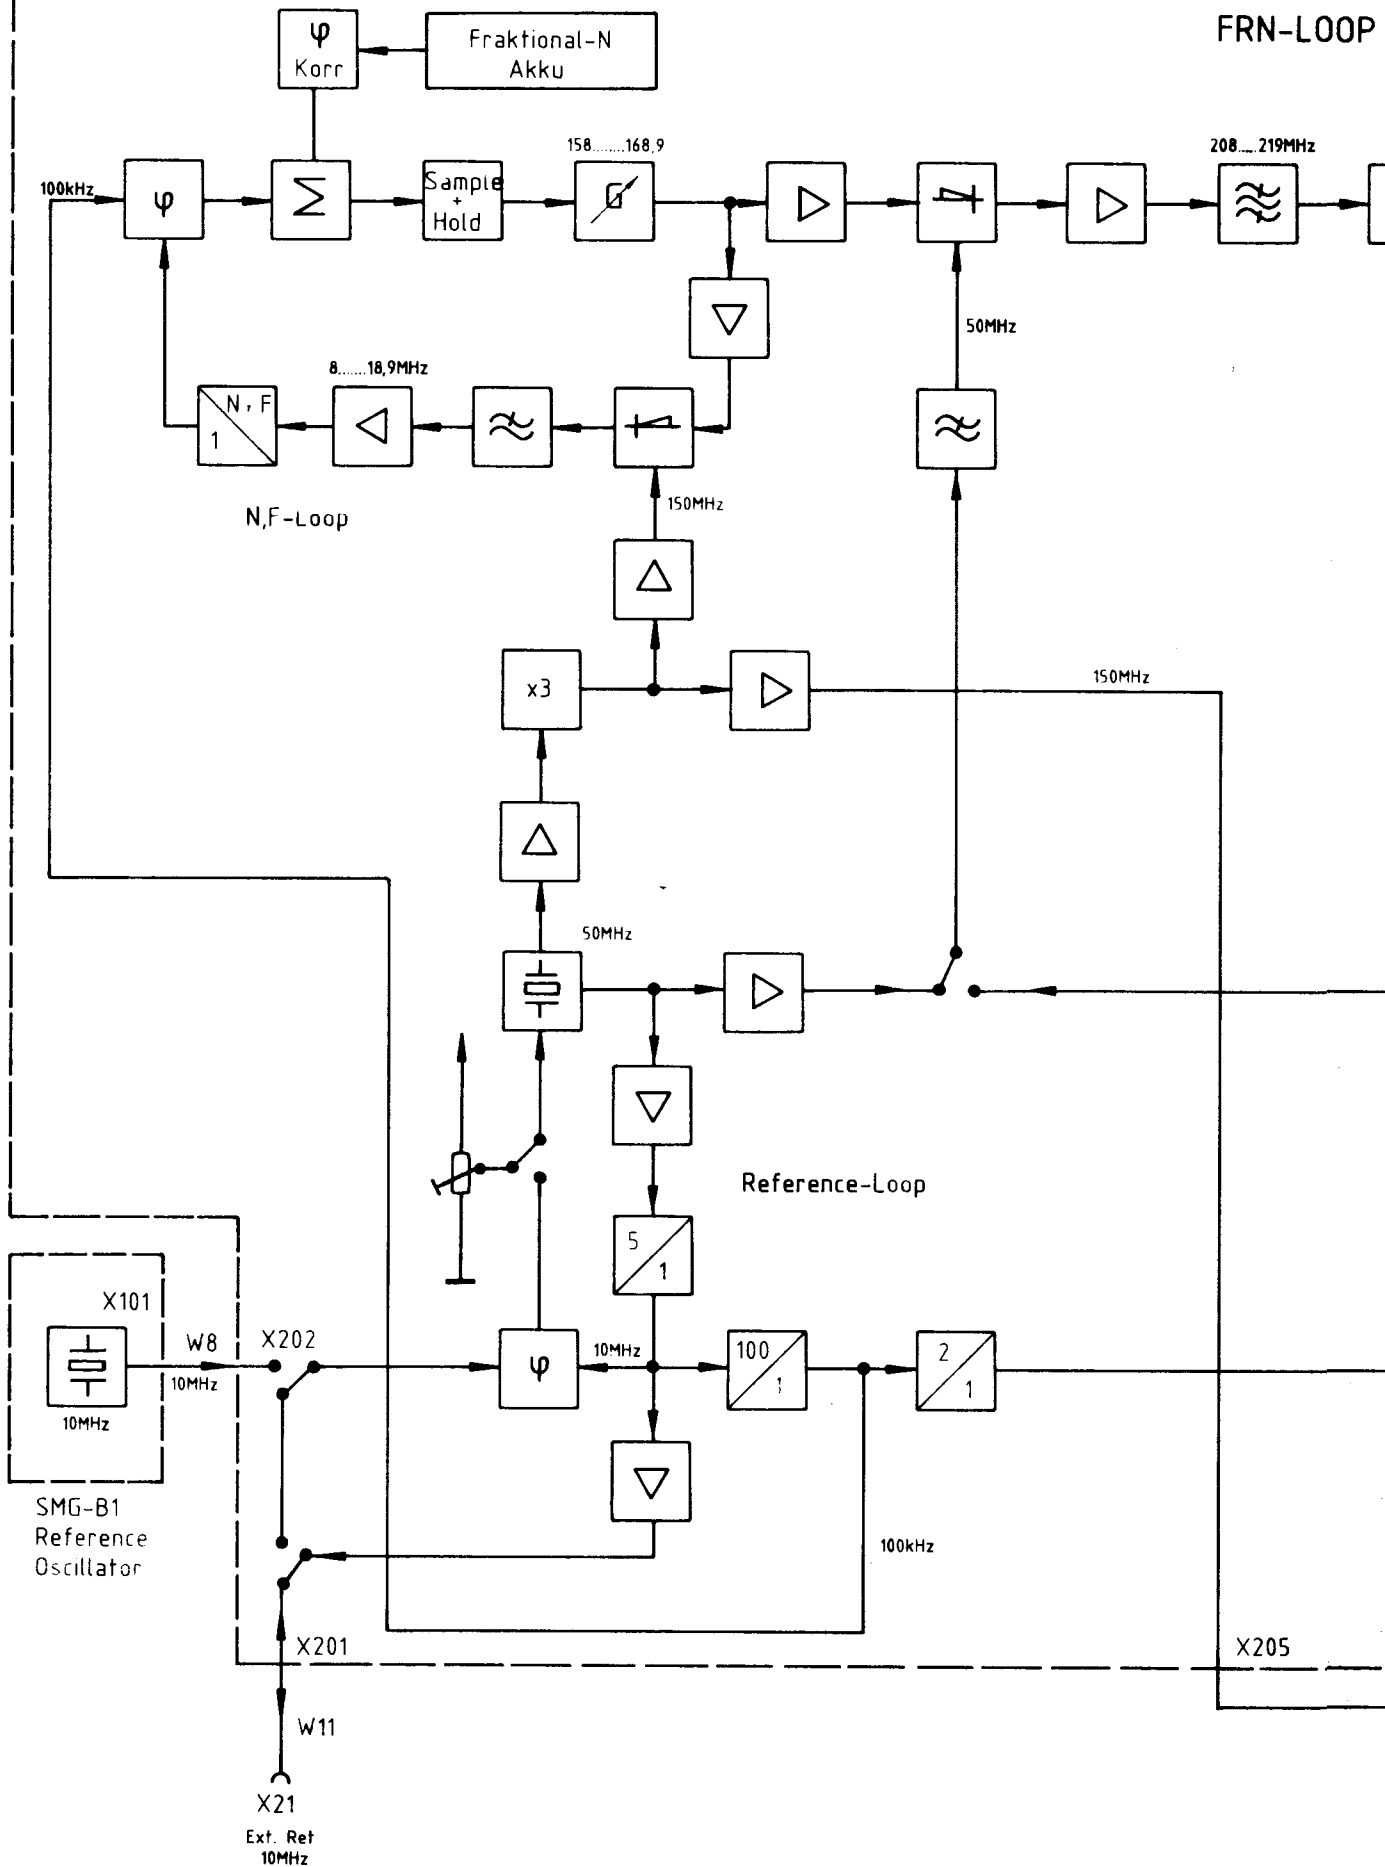 FRN-LOOP
φ
Korr
Fraktional-N
Akku
158........168,9
208.....219MHz
100kHz
φ
Σ
Sample
+
Hold
G
50MHz
8.......18,9MHz
N,F
1
150MHz
N,F-Loop
x3
150MHz
50MHz
Reference-Loop
5
1
X101
W8
X202
10MHz
10MHz
φ
10MHz
100
1
2
1
SMG-B1
Reference
Oscillator
100kHz
X201
X205
W11
X21
Ext. Ret
10MHz